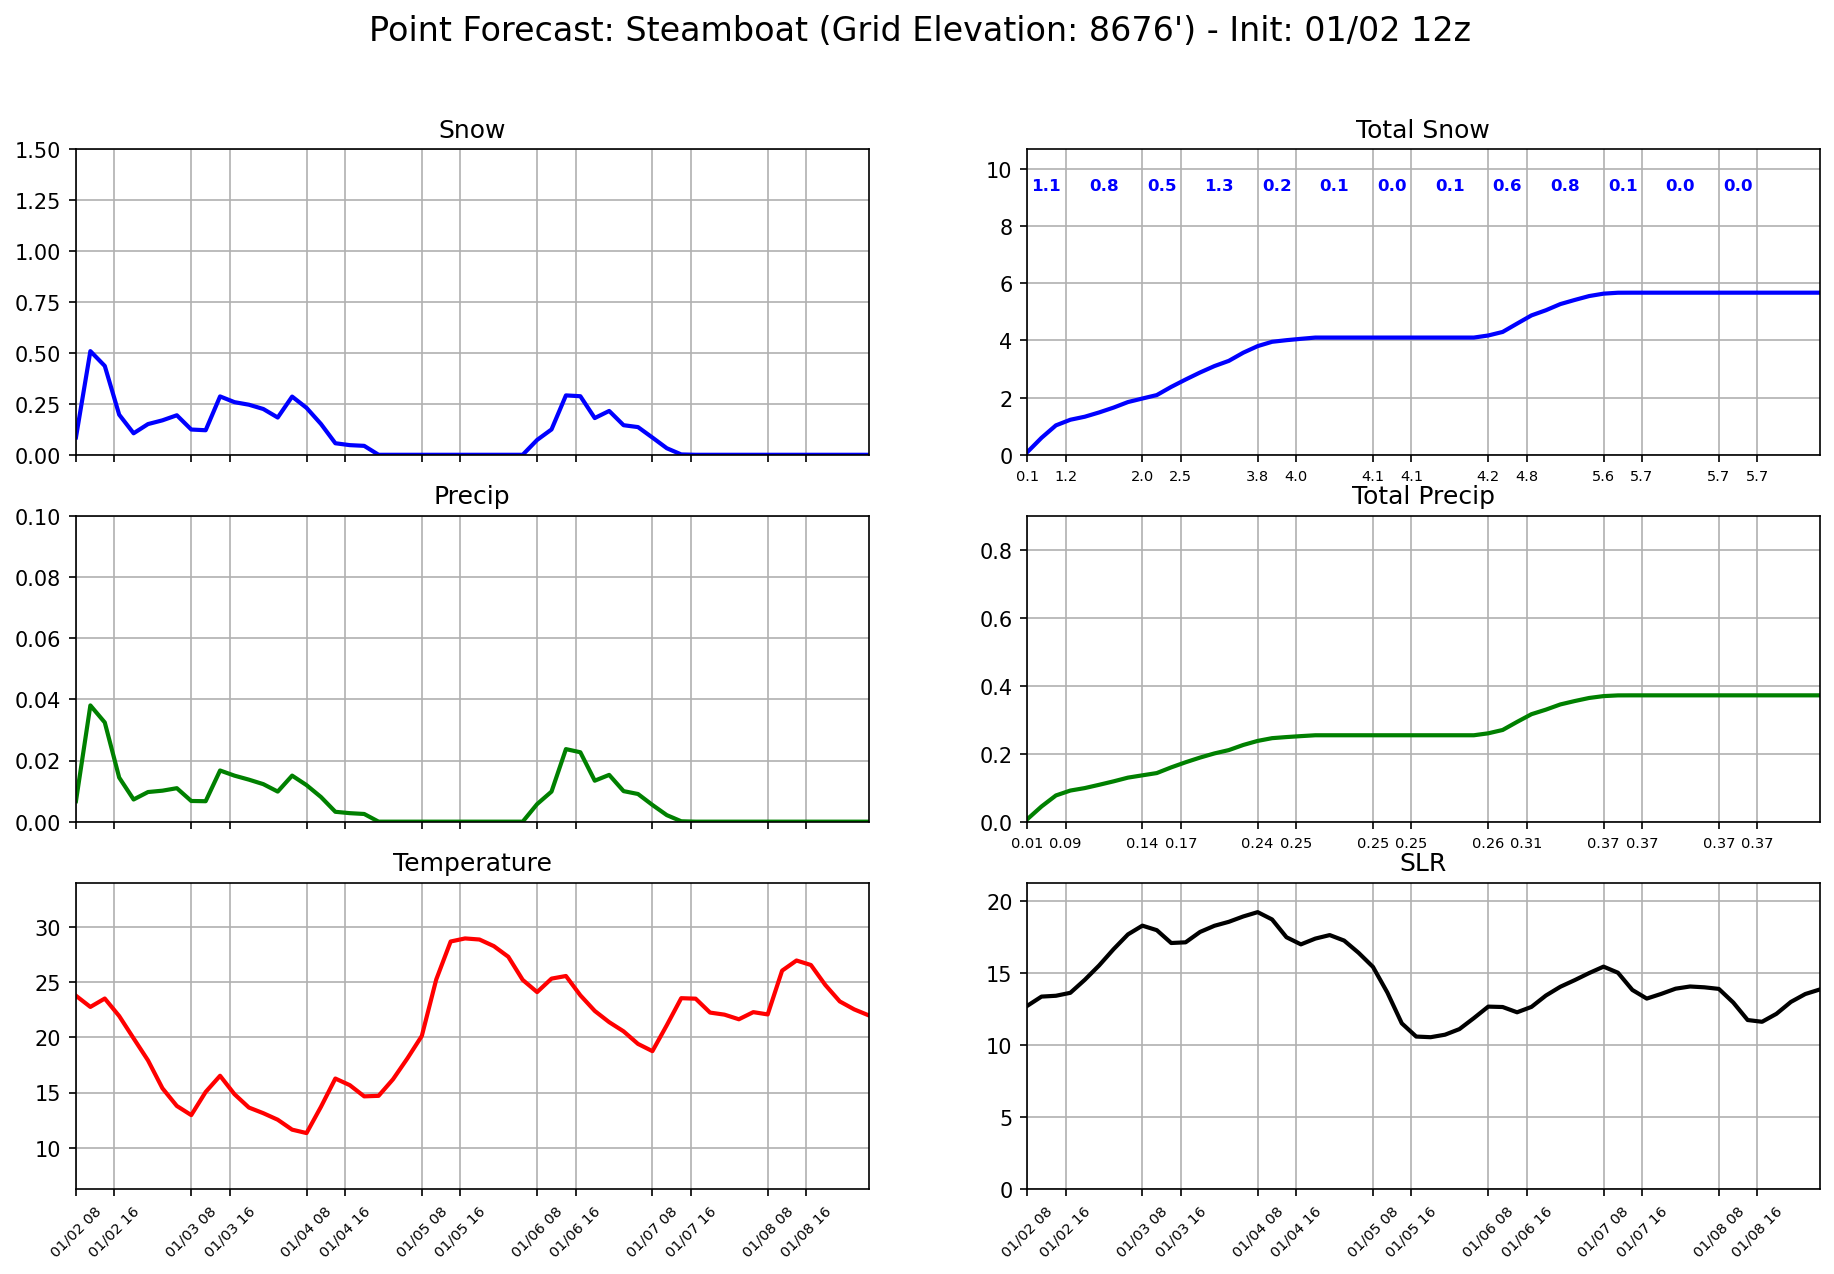 Point Forecast: Steamboat (Grid Elevation: 8676') - Init: 01/02 12z
Snow
1.50
1.25
1.00
0.75
0.50
0.25
0.00
Total Snow
10
8
6
4
2
0
1.1 0.8 0.5 1.3 0.2 0.1 0.0 0.1 0.6 0.8 0.1 0.0 0.0
0.1 1.2 2.0 2.5 3.8 4.0 4.1 4.1 4.2 4.8 5.6 5.7 5.7 5.7
Precip
0.10
0.08
0.06
0.04
0.02
0.00
Total Precip
0.8
0.6
0.4
0.2
0.0
0.01 0.09 0.14 0.17 0.24 0.25 0.25 0.25 0.26 0.31 0.37 0.37 0.37 0.37
Temperature
30
25
20
15
10
01/02 08 01/02 16 01/03 08 01/03 16 01/04 08 01/04 16 01/05 08 01/05 16 01/06 08 01/06 16 01/07 08 01/07 16 01/08 08 01/08 16
SLR
20
15
10
5
0
01/02 08 01/02 16 01/03 08 01/03 16 01/04 08 01/04 16 01/05 08 01/05 16 01/06 08 01/06 16 01/07 08 01/07 16 01/08 08 01/08 16